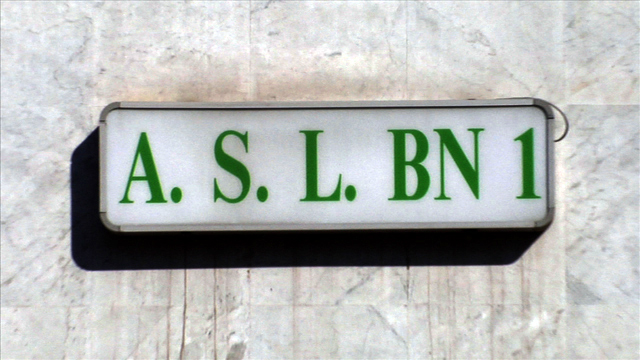 A. S. L. BN 1